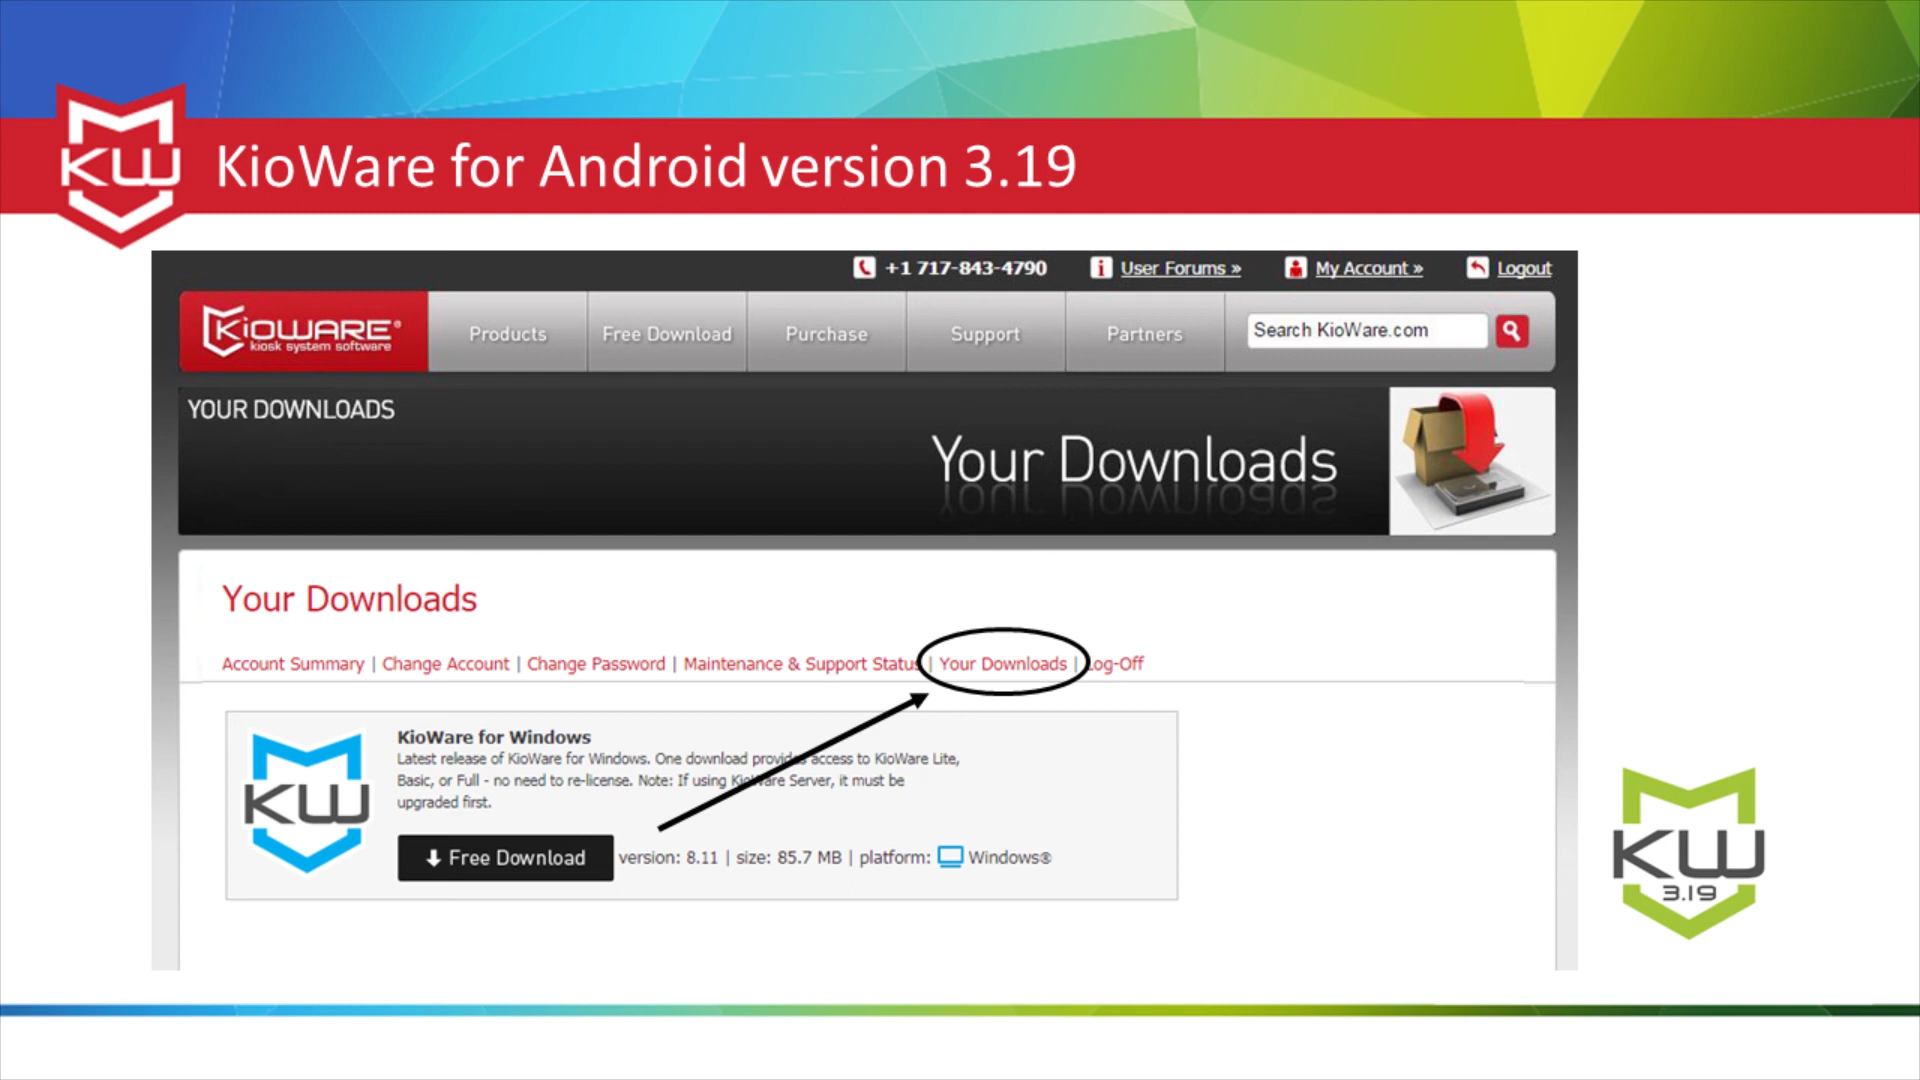 KW KioWare for Android version 3.19
+1 717-843-4790 User Forums » My Account » Logout
KIOWARE® kiosk system software
Products Free Download Purchase Support Partners Search KioWare.com
YOUR DOWNLOADS
Your Downloads
Your Downloads
Account Summary | Change Account | Change Password | Maintenance & Support Status | Your Downloads | Log-Off
KW
KioWare for Windows
Latest release of KioWare for Windows. One download provides access to KioWare Lite,
Basic, or Full - no need to re-license. Note: If using KioWare Server, it must be
upgraded first.
Free Download version: 8.11 | size: 85.7 MB | platform: Windows®
KW
3.19